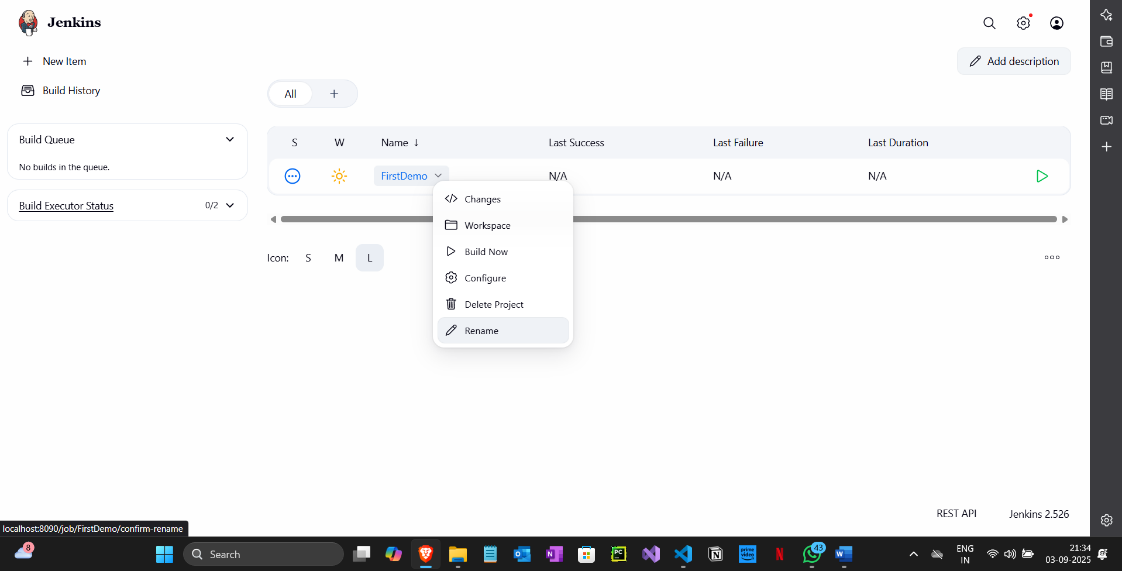 Jenkins
New Item
Build History
Add description
All
Build Queue
No builds in the queue.
Build Executor Status 0/2
S W Name ↓ Last Success Last Failure Last Duration
FirstDemo N/A N/A N/A
Changes
Workspace
Build Now
Configure
Delete Project
Rename
Icon: S M L
REST API Jenkins 2.526
localhost:8090/job/FirstDemo/confirm-rename
8
Search
PC
N
43
W
ENG
IN
21:34
03-09-2025